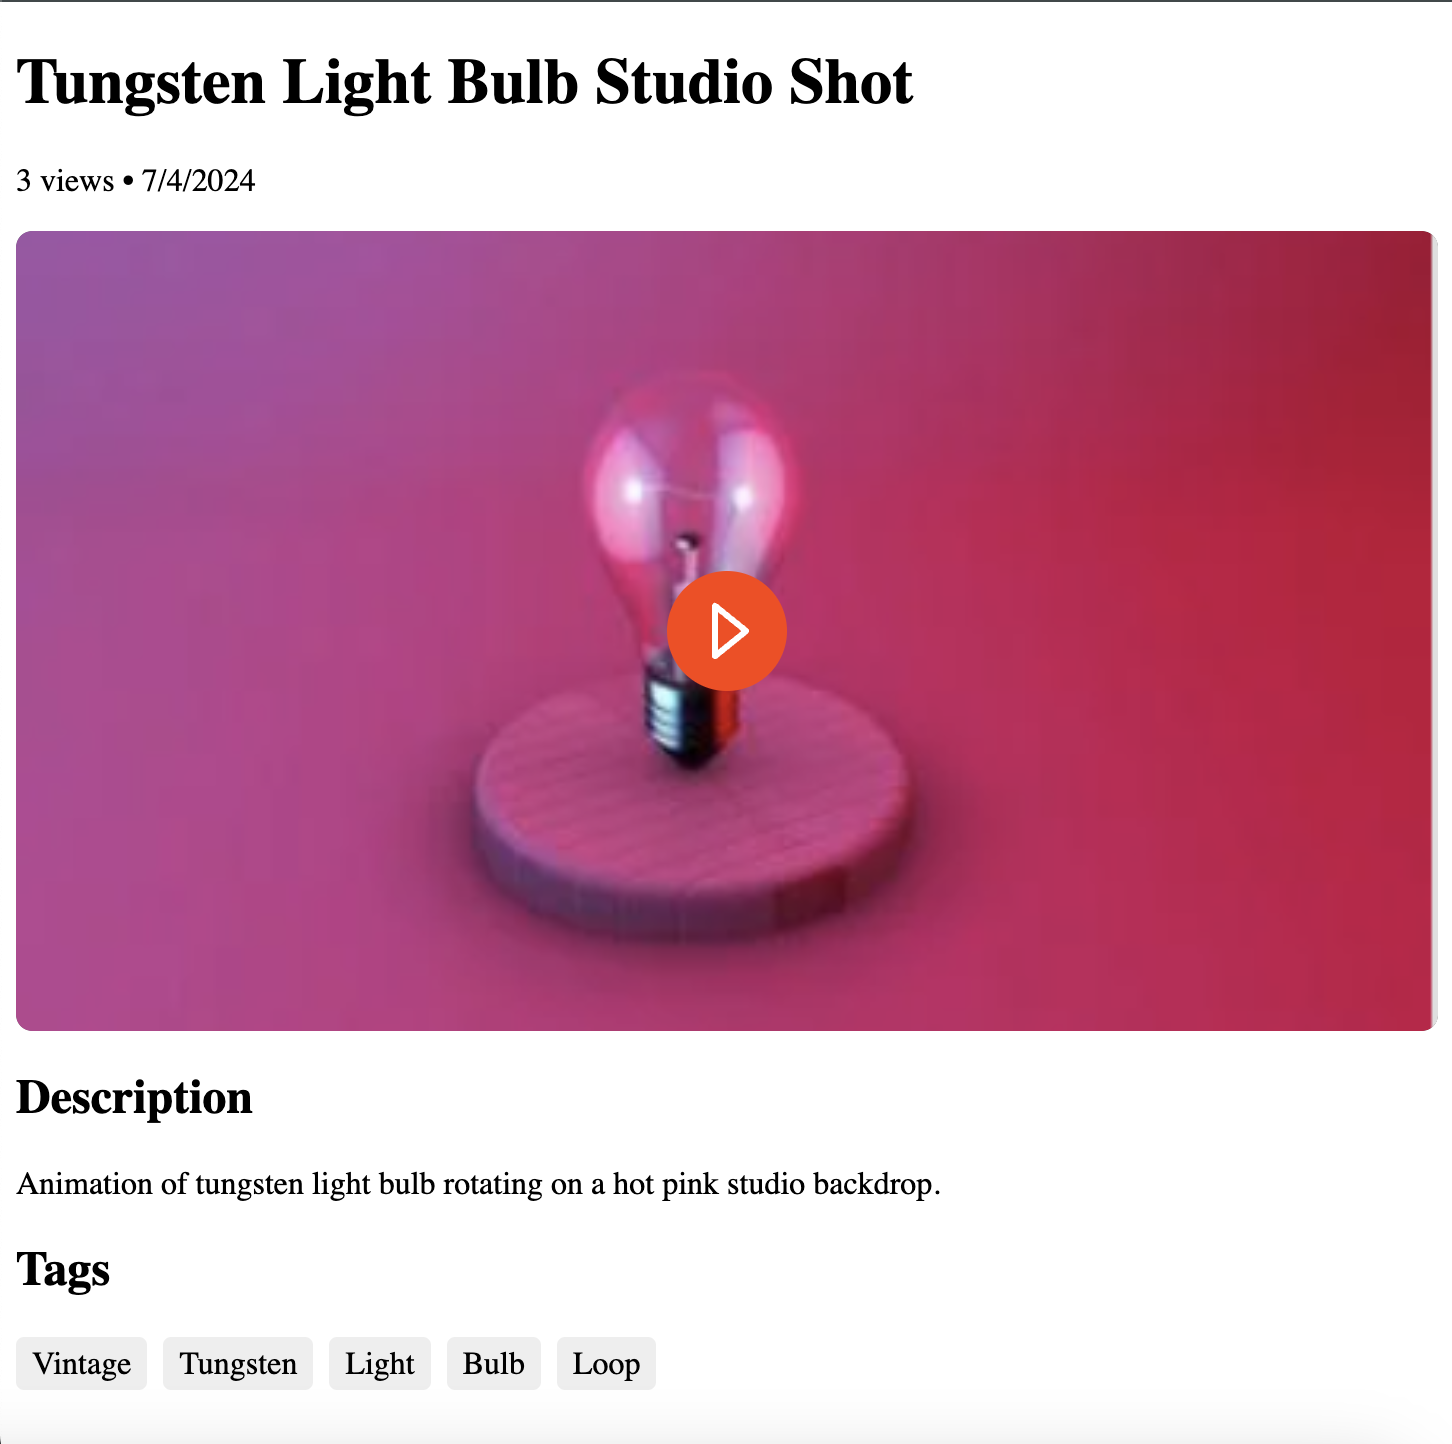 Tungsten Light Bulb Studio Shot
3 views • 7/4/2024
Description
Animation of tungsten light bulb rotating on a hot pink studio backdrop.
Tags
Vintage Tungsten Light Bulb Loop